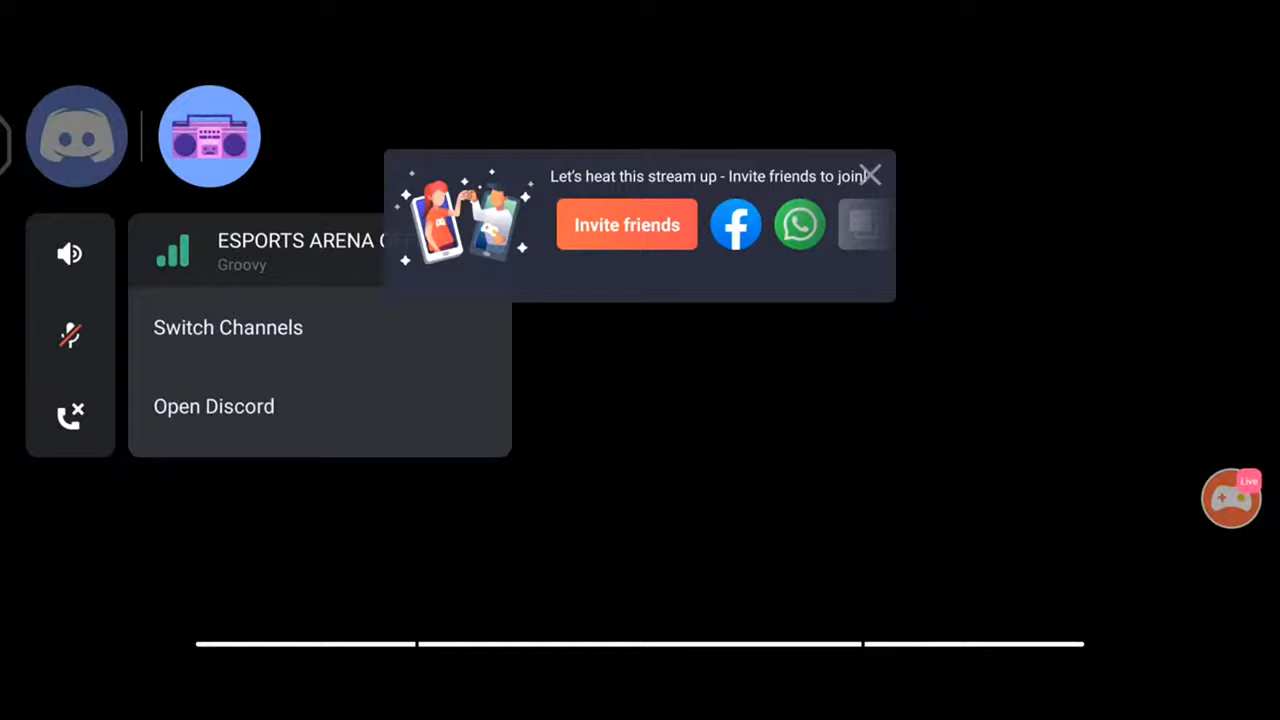 Let's heat this stream up - Invite friends to join!
Invite friends
ESPORTS ARENA
Groovy
Switch Channels
Open Discord
Live